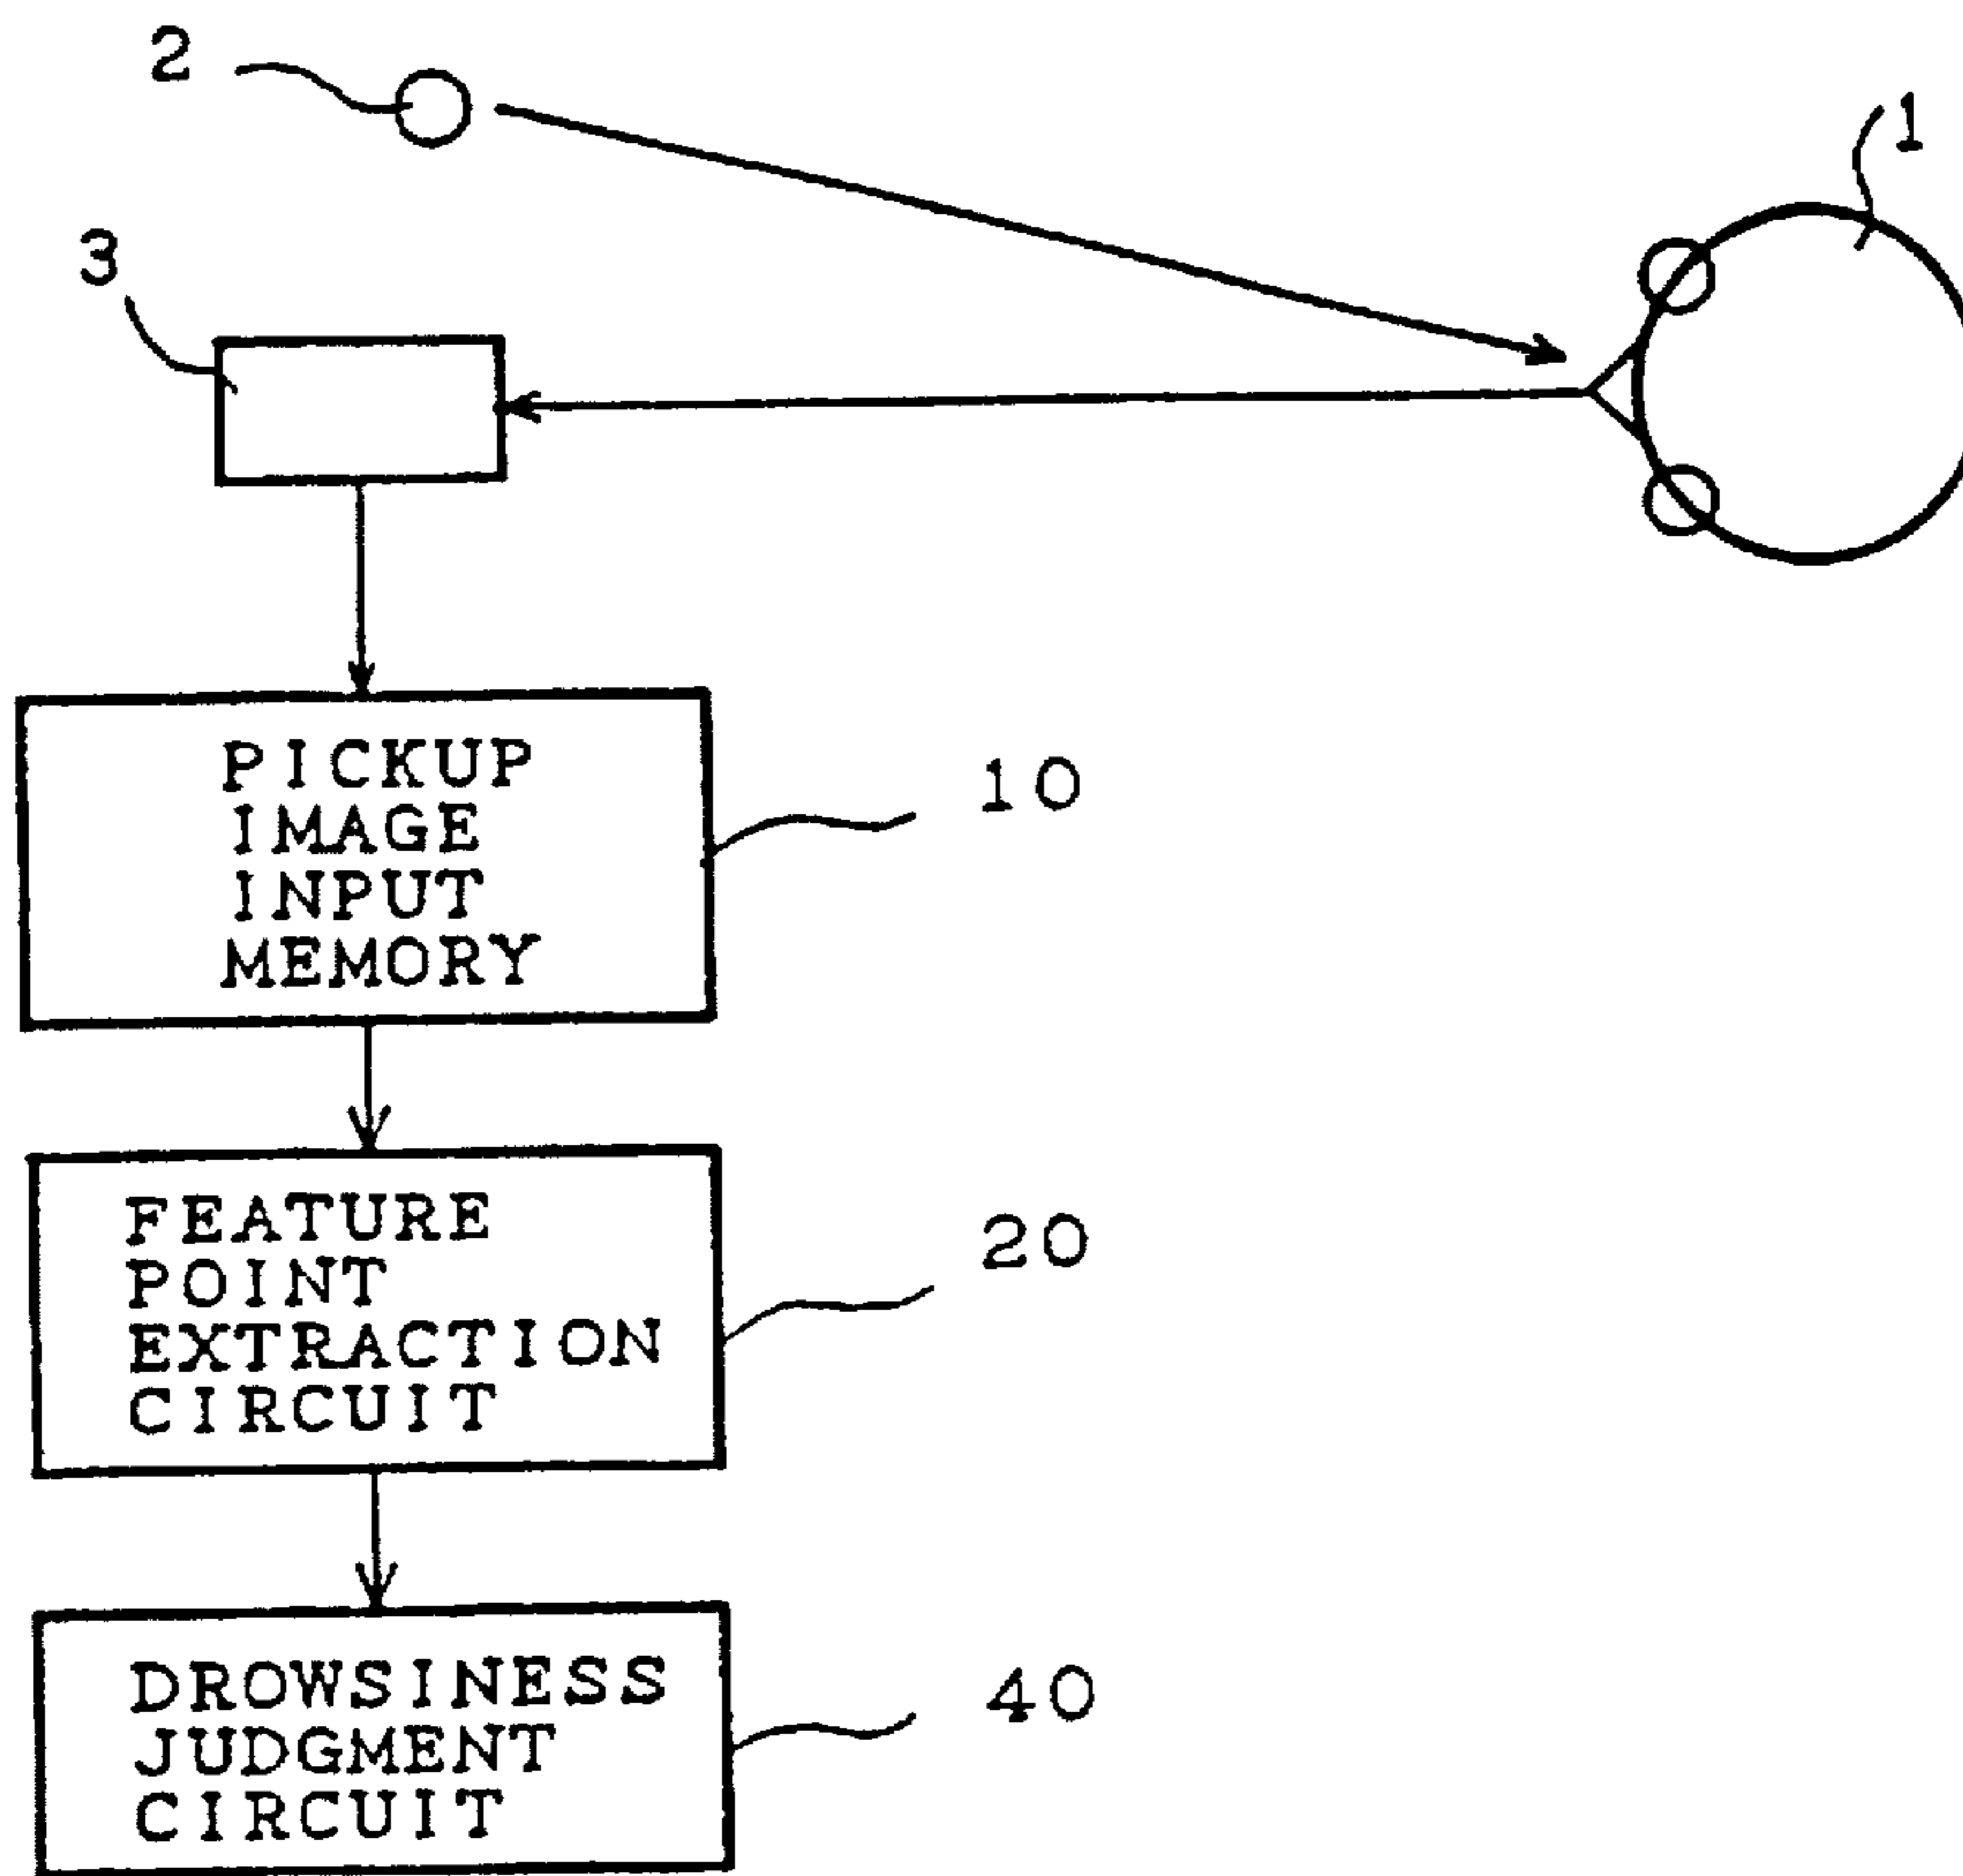 2
1
3
PICKUP
IMAGE
INPUT
MEMORY
10
FEATURE
POINT
EXTRACTION
CIRCUIT
20
DROWSINESS
JUDGMENT
CIRCUIT
40